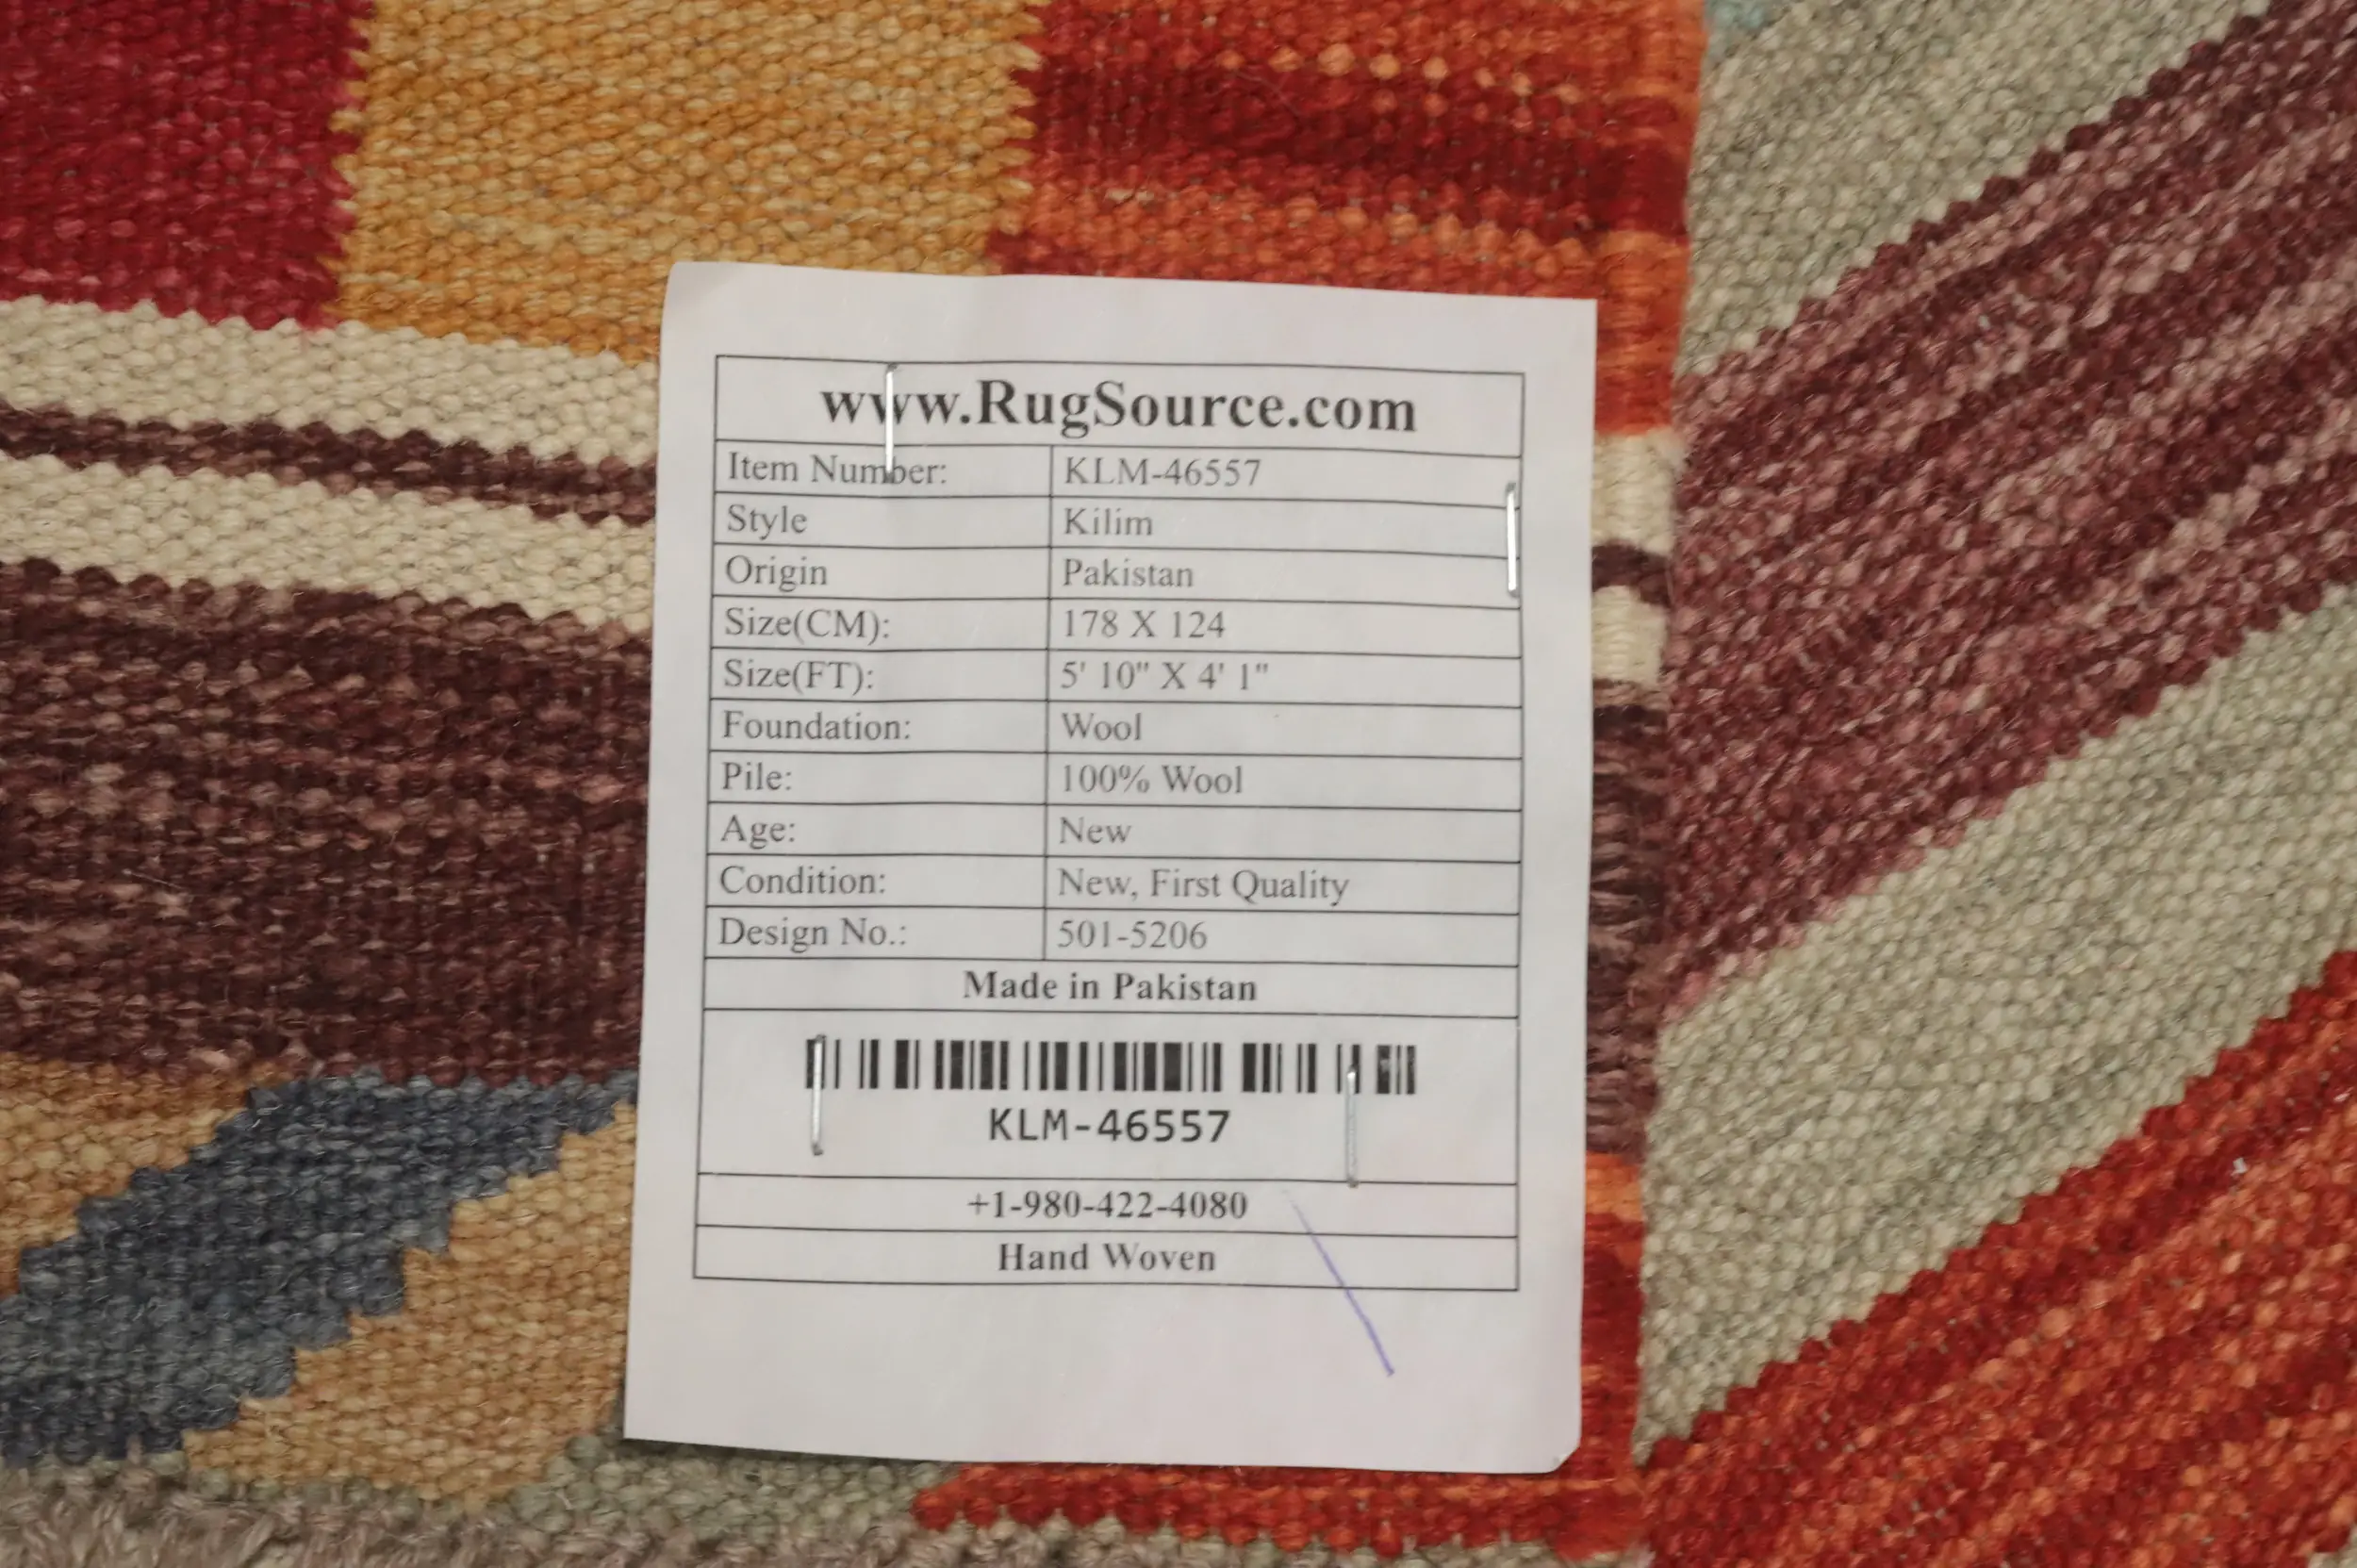 www.RugSource.com
Item Number: KLM-46557
Style Kilim
Origin Pakistan
Size(CM): 178 X 124
Size(FT): 5' 10" X 4' 1"
Foundation: Wool
Pile: 100% Wool
Age: New
Condition: New, First Quality
Design No.: 501-5206
Made in Pakistan
KLM-46557
+1-980-422-4080
Hand Woven